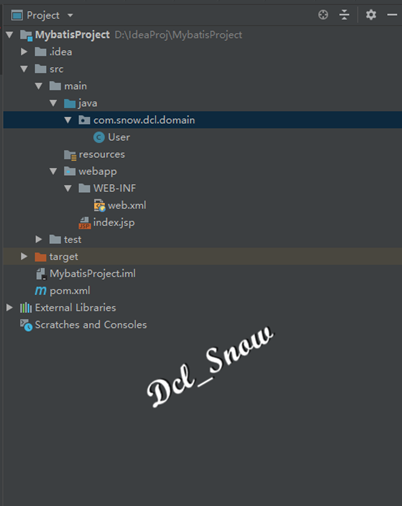 Project
MybatisProject D:\IdeaProj\MybatisProject
.idea
src
main
java
com.snow.dcl.domain
C User
resources
webapp
WEB-INF
web.xml
JSP index.jsp
test
target
MybatisProject.iml
m pom.xml
External Libraries
Scratches and Consoles
Dcl_Snow